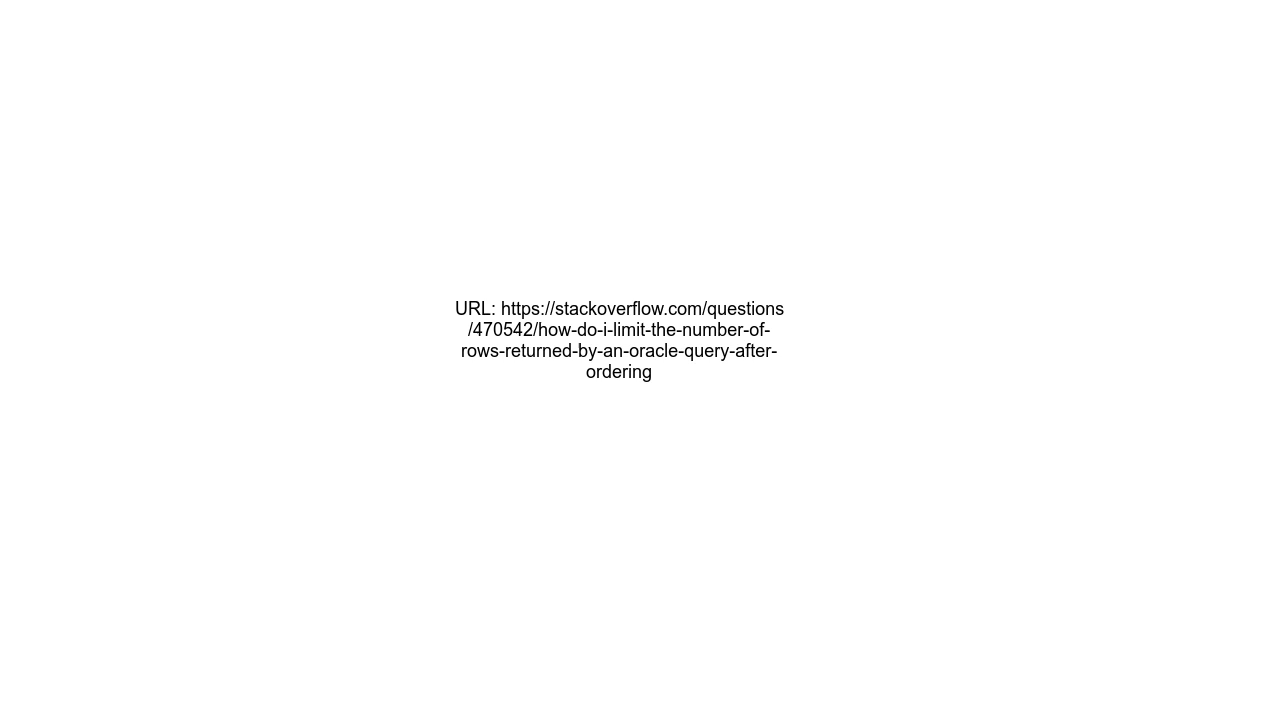 URL: https://stackoverflow.com/questions
/470542/how-do-i-limit-the-number-of-
rows-returned-by-an-oracle-query-after-
ordering